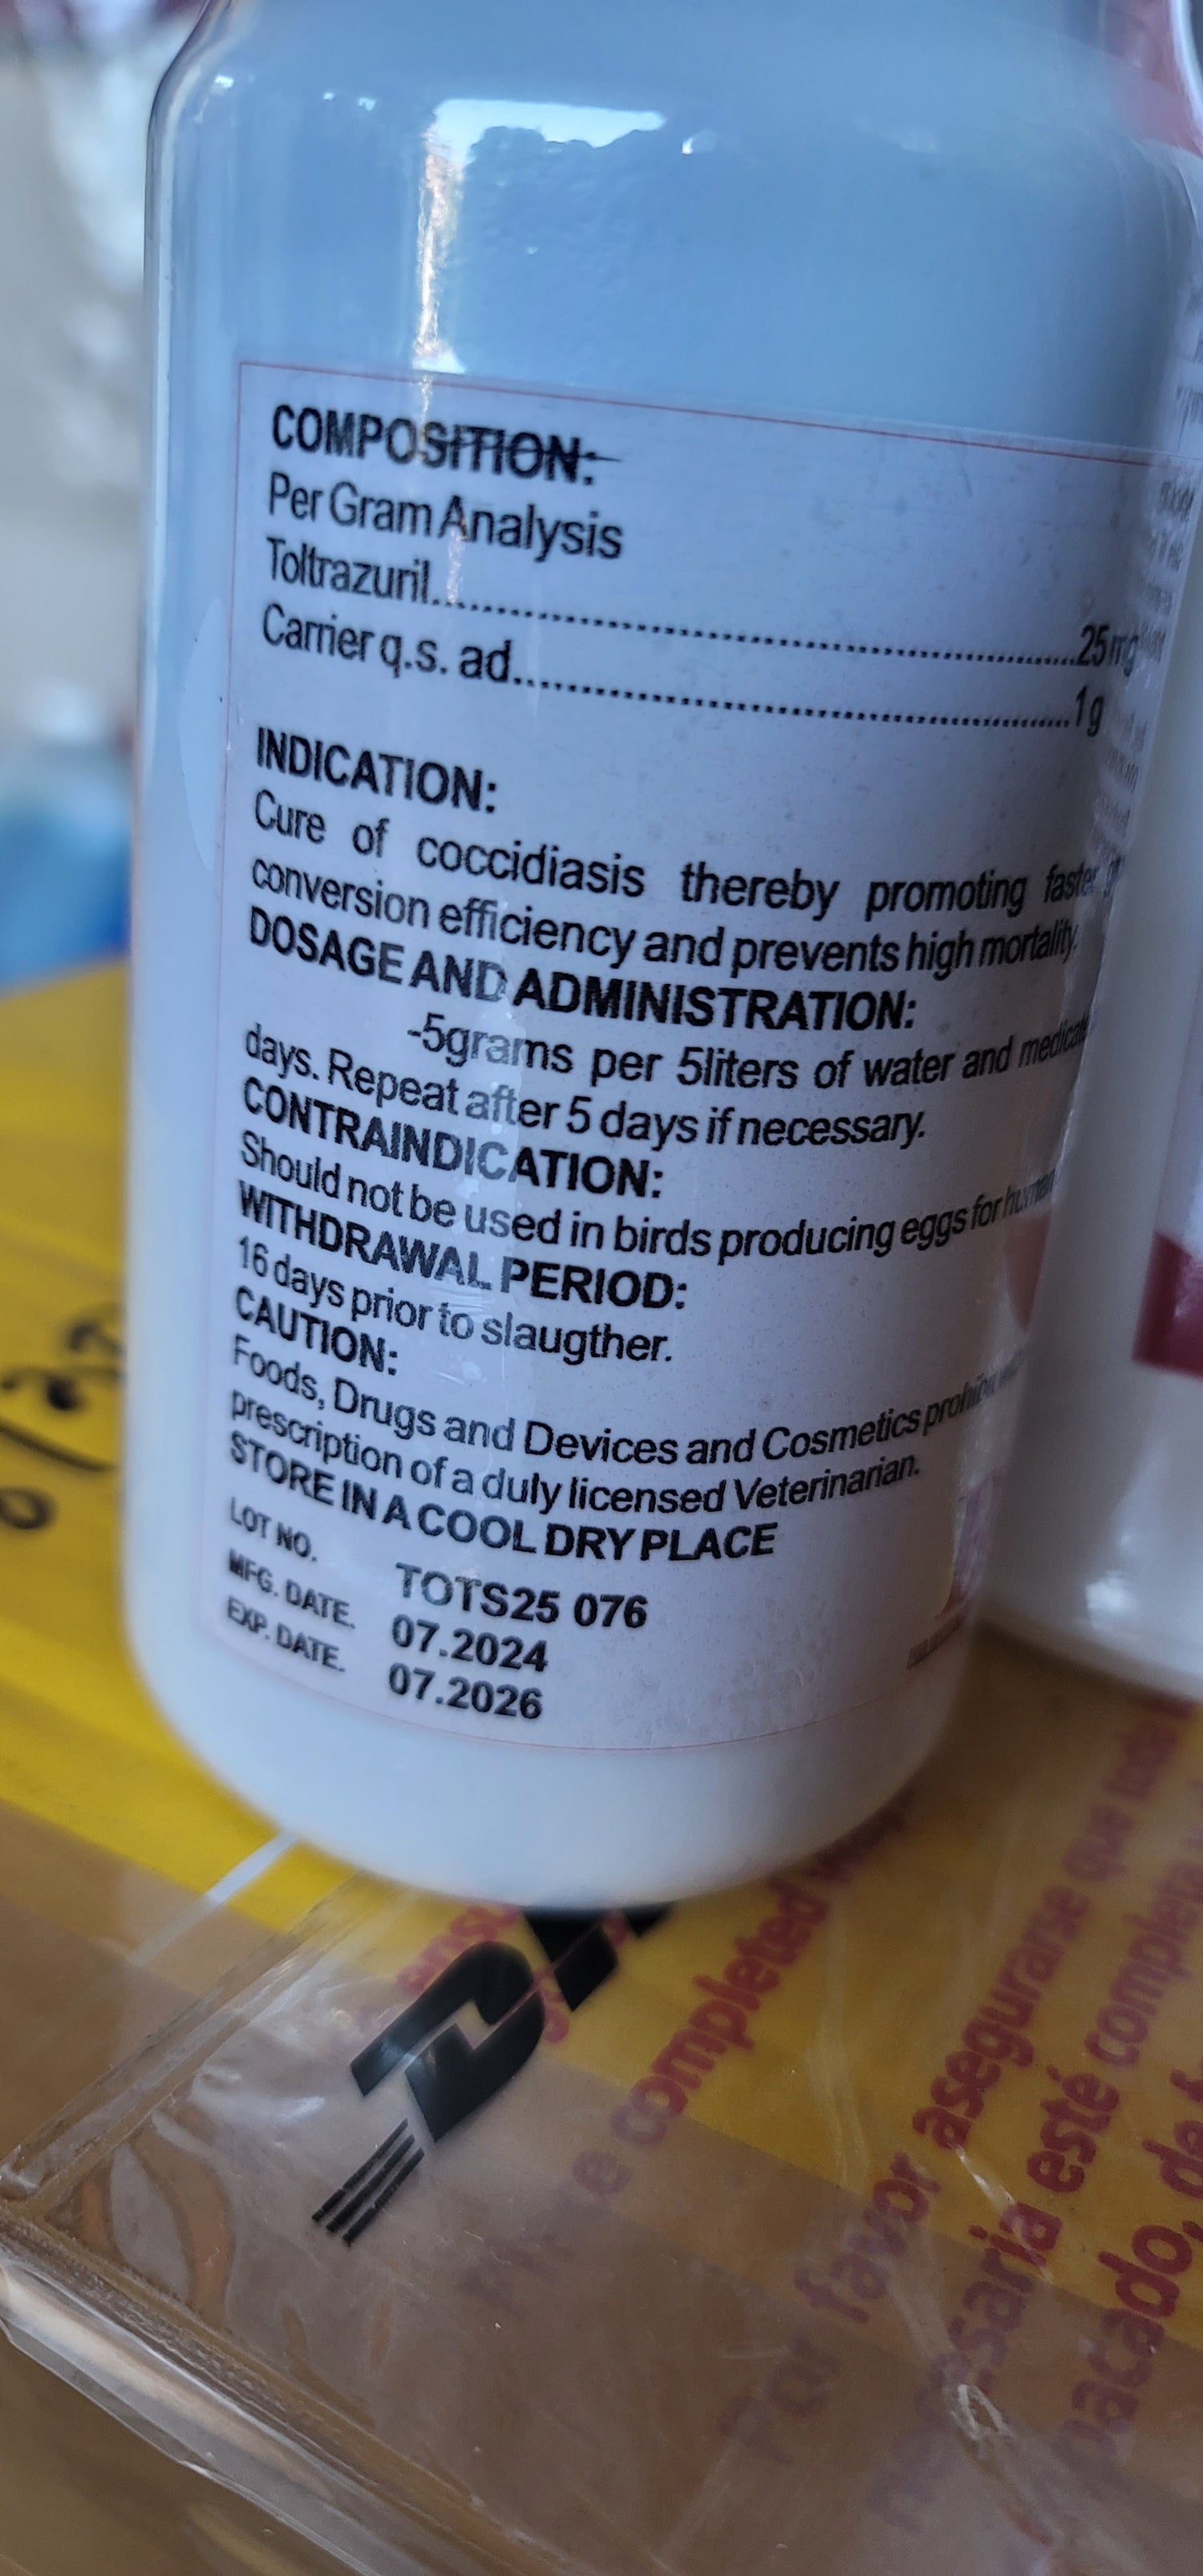 COMPOSITION:
Per Gram Analysis
Toltrazuril..........25 mg
Carrier q.s. ad..........1 g
INDICATION:
Cure of coccidiasis thereby promoting faster
conversion efficiency and prevents high mortality.
DOSAGE AND ADMINISTRATION:
-5grams per 5liters of water and
days. Repeat after 5 days if necessary.
CONTRAINDICATION:
Should not be used in birds producing eggs for human
WITHDRAWAL PERIOD:
16 days prior to slaugther.
CAUTION:
Foods, Drugs and Devices and Cosmetics
prescription of a duly licensed Veterinarian.
STORE IN A COOL DRY PLACE
LOT NO. TOTS25 076
MFG. DATE. 07.2024
EXP. DATE. 07.2026
completed
Por favor asegurarse que toda
esté